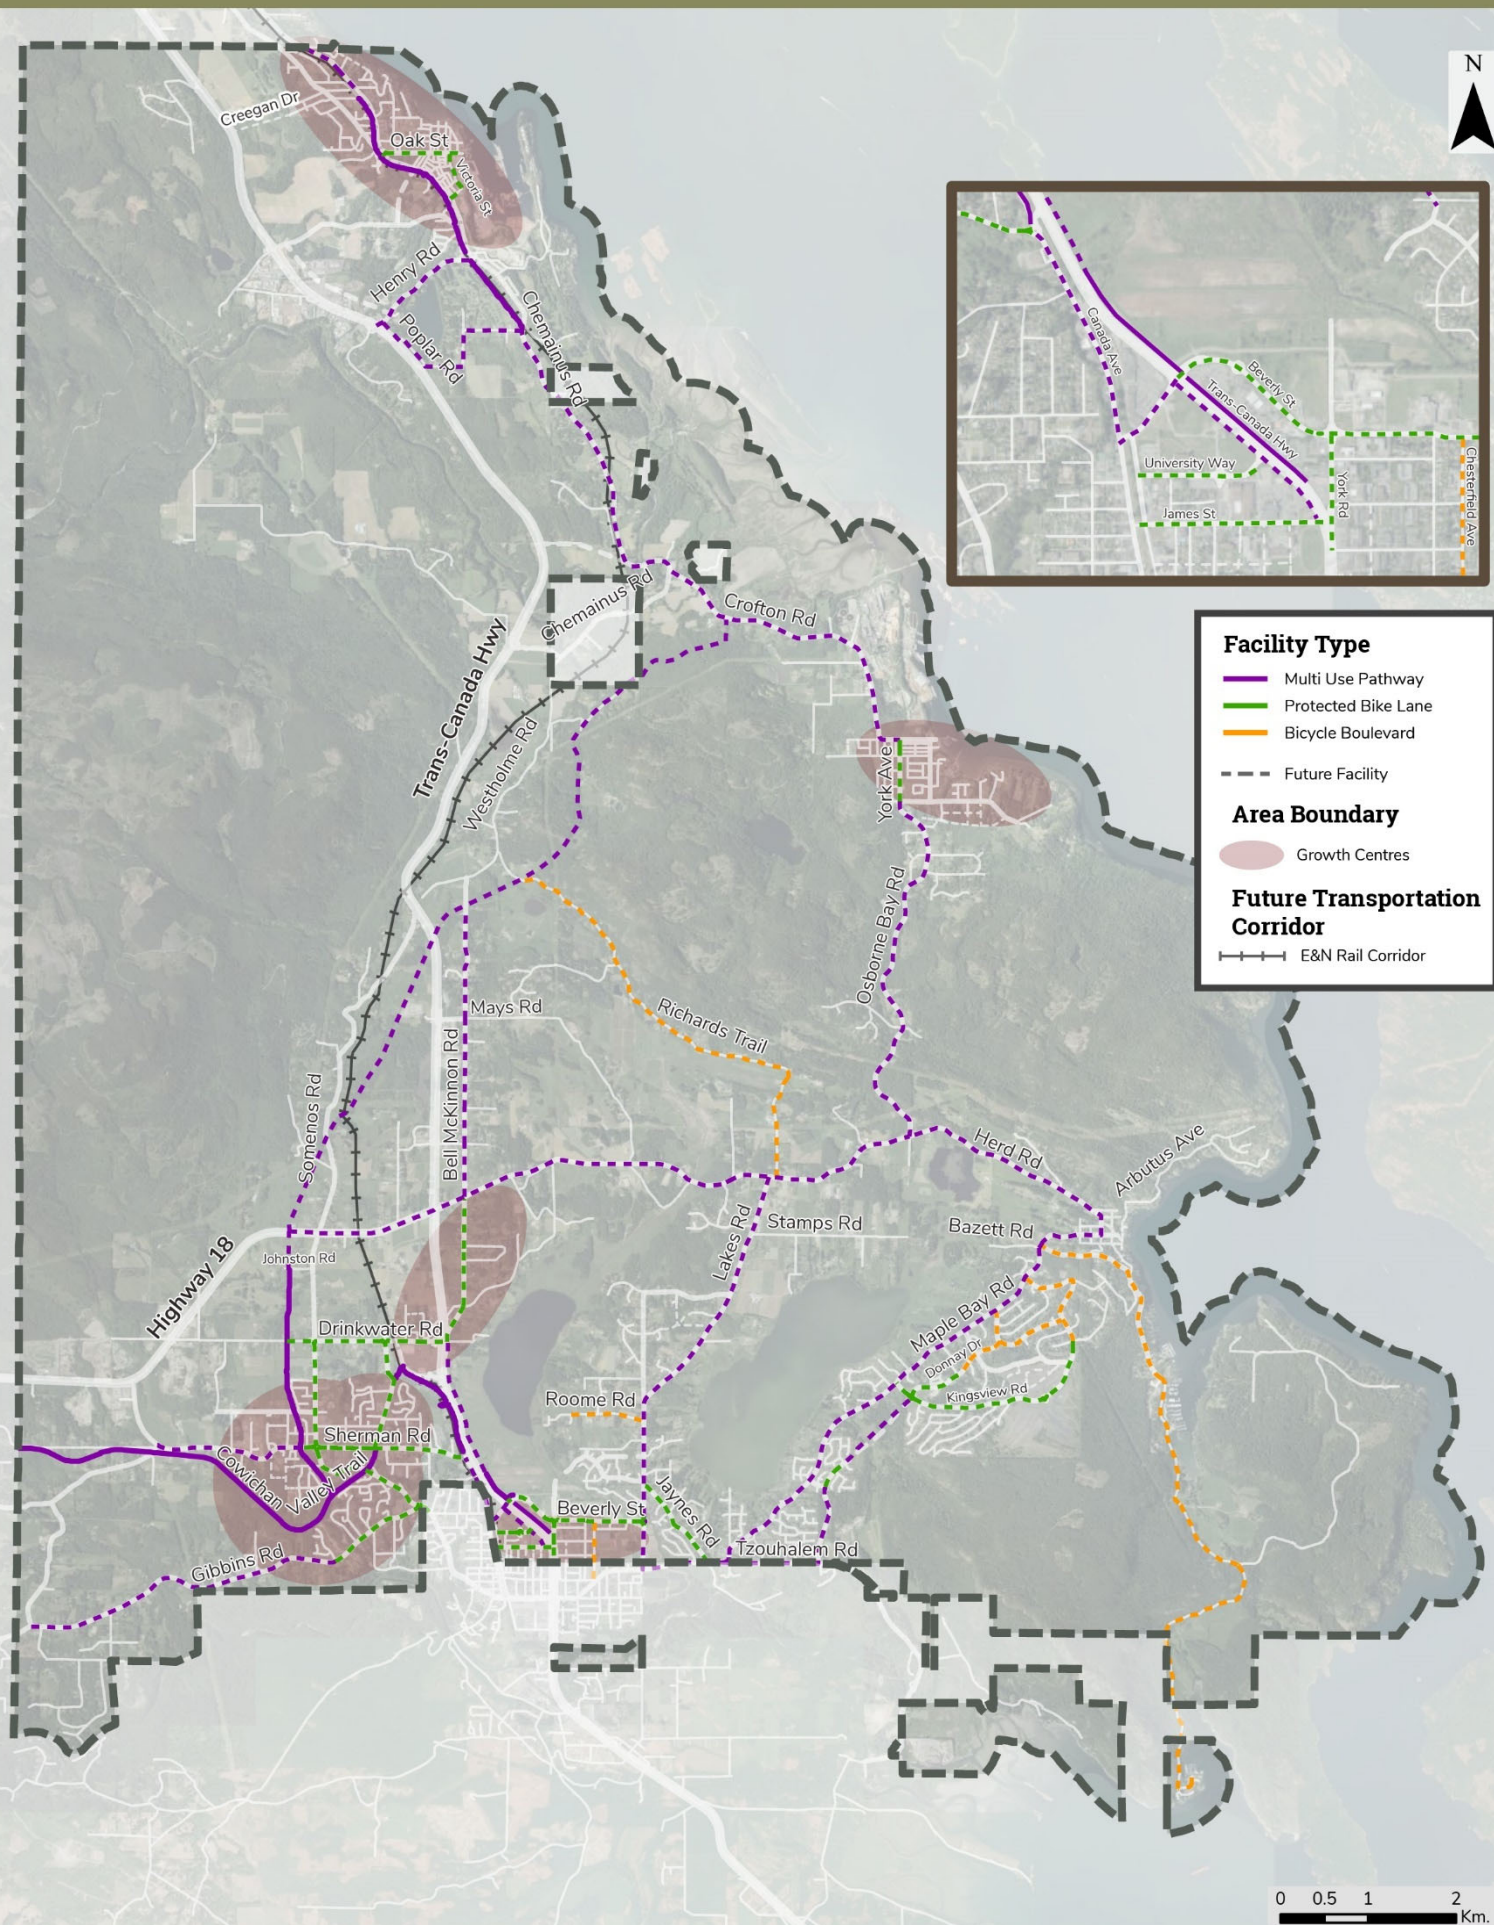 N
Creegan Dr
Oak St
Victoria St
Henry Rd
Poplar Rd
Chemainus Rd
Canada Ave
Beverly St
Trans-Canada Hwy
University Way
York Rd
Chesterfield Ave
James St
Chemainus Rd
Crofton Rd
Trans-Canada Hwy
Westholme Rd
York Ave
Facility Type
Multi Use Pathway
Protected Bike Lane
Bicycle Boulevard
Future Facility
Area Boundary
Growth Centres
Future Transportation
Corridor
E&N Rail Corridor
Osborne Bay Rd
Mays Rd
Richards Trail
Bell McKinnon Rd
Somenos Rd
Herd Rd
Arbutus Ave
Lakes Rd
Stamps Rd
Bazett Rd
Highway 18
Johnston Rd
Drinkwater Rd
Maple Bay Rd
Donnay Dr
Kingsview Rd
Roome Rd
Sherman Rd
Cowichan
Valley Trail
Jaynes Rd
Beverly St
Tzouhalem Rd
Gibbins Rd
0 0.5 1 2
Km.